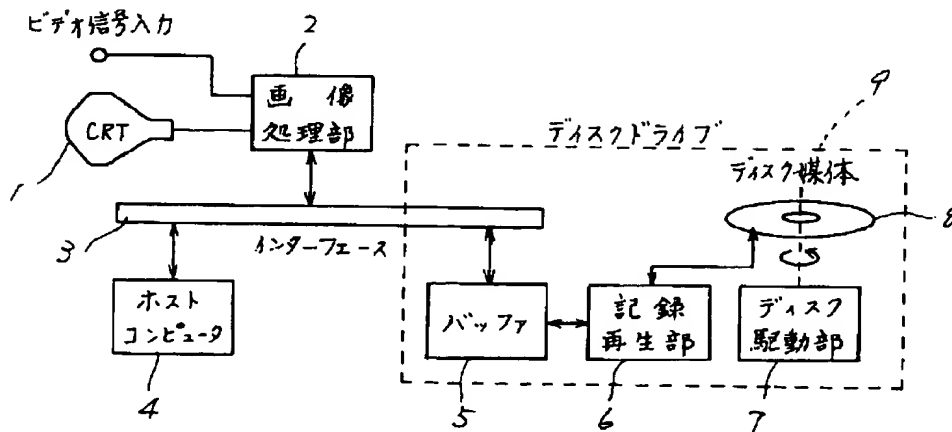 ビデオ信号入力
2
画像
処理部
CRT
1
9
ディスクドライブ
ディスク媒体
8
3
インターフェース
ホスト
コンピュータ
4
バッファ
5
記録
再生部
6
ディスク
駆動部
7